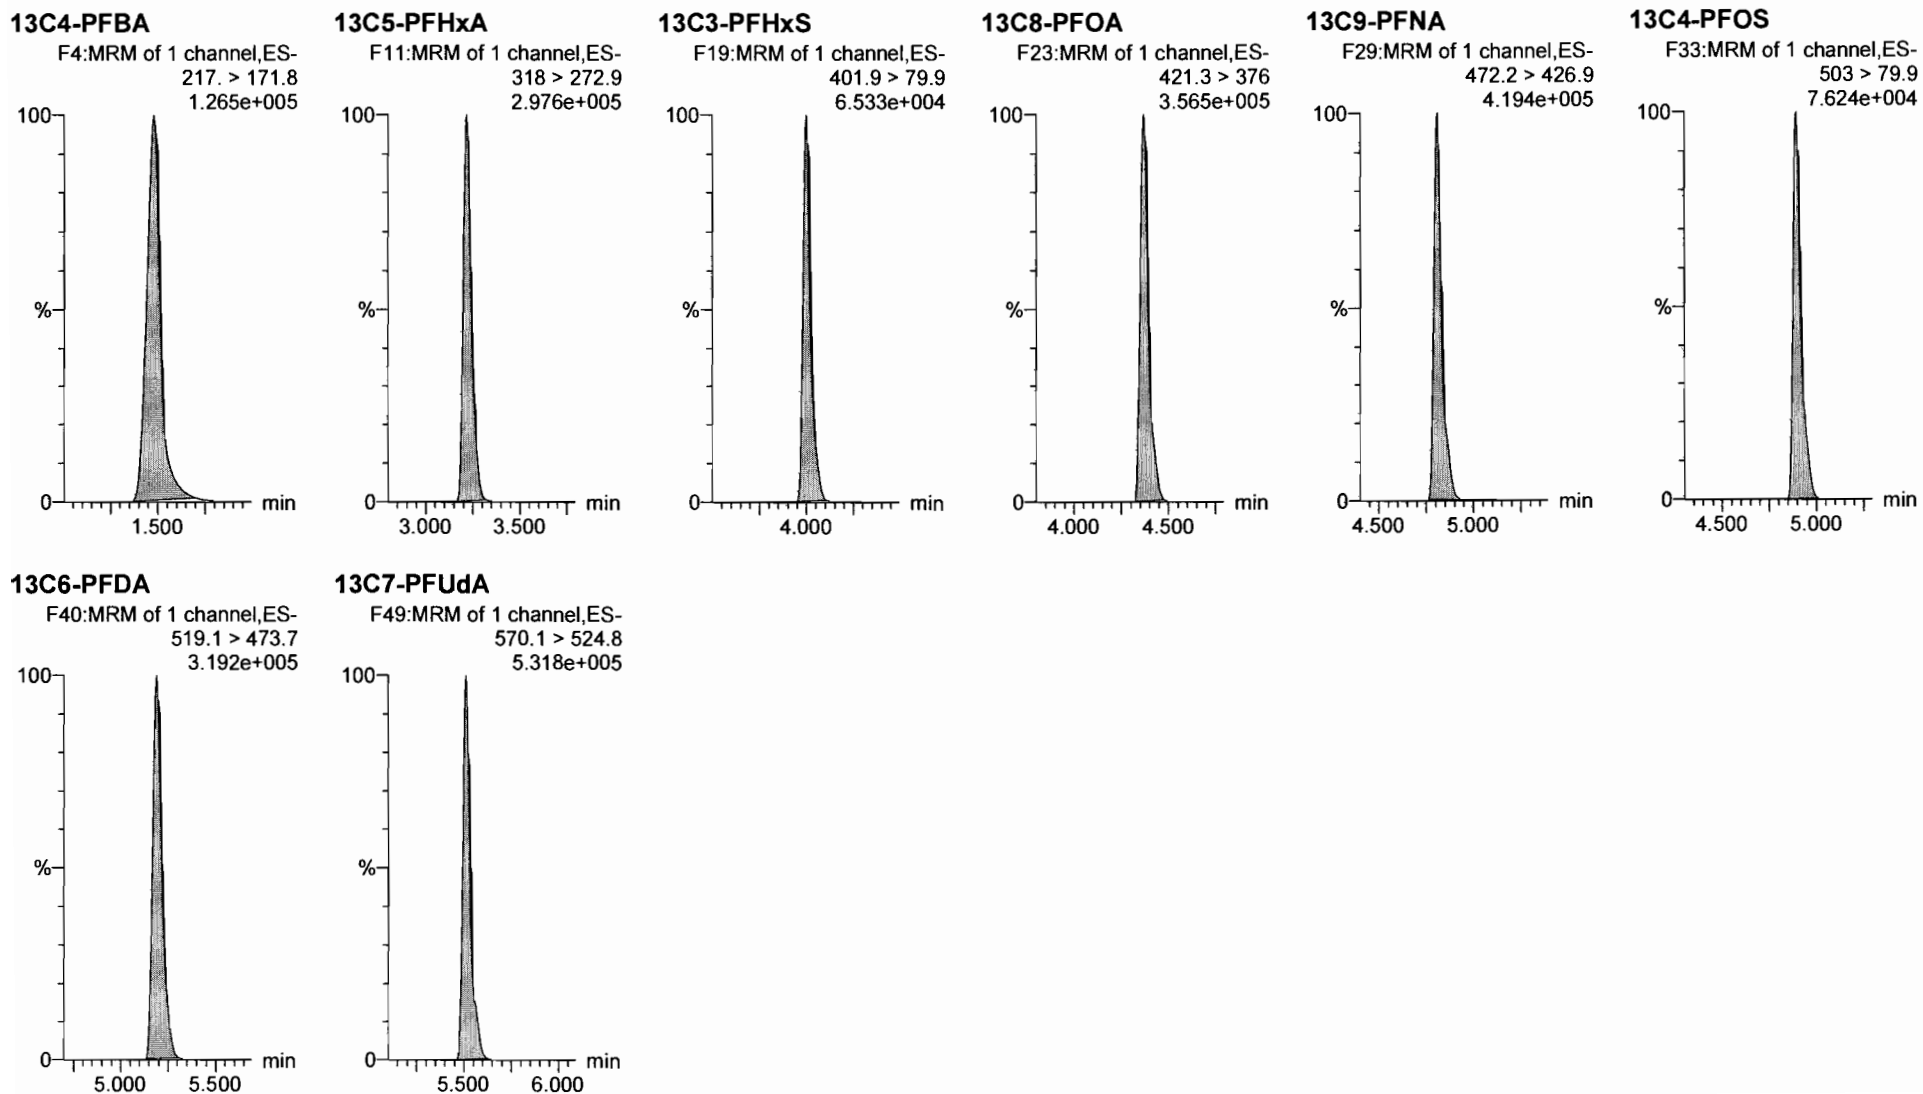 13C4-PFBA
F4:MRM of 1 channel,ES-
217. > 171.8
1.265e+005
100
%
0
min
1.500
13C5-PFHxA
F11:MRM of 1 channel,ES-
318 > 272.9
2.976e+005
100
%
0
min
3.000 3.500
13C3-PFHxS
F19:MRM of 1 channel,ES-
401.9 > 79.9
6.533e+004
100
%
0
min
4.000
13C8-PFOA
F23:MRM of 1 channel,ES-
421.3 > 376
3.565e+005
100
%
0
min
4.000 4.500
13C9-PFNA
F29:MRM of 1 channel,ES-
472.2 > 426.9
4.194e+005
100
%
0
min
4.500 5.000
13C4-PFOS
F33:MRM of 1 channel,ES-
503 > 79.9
7.624e+004
100
%
0
min
4.500 5.000
13C6-PFDA
F40:MRM of 1 channel,ES-
519.1 > 473.7
3.192e+005
100
%
0
min
5.000 5.500
13C7-PFUdA
F49:MRM of 1 channel,ES-
570.1 > 524.8
5.318e+005
100
%
0
min
5.500 6.000